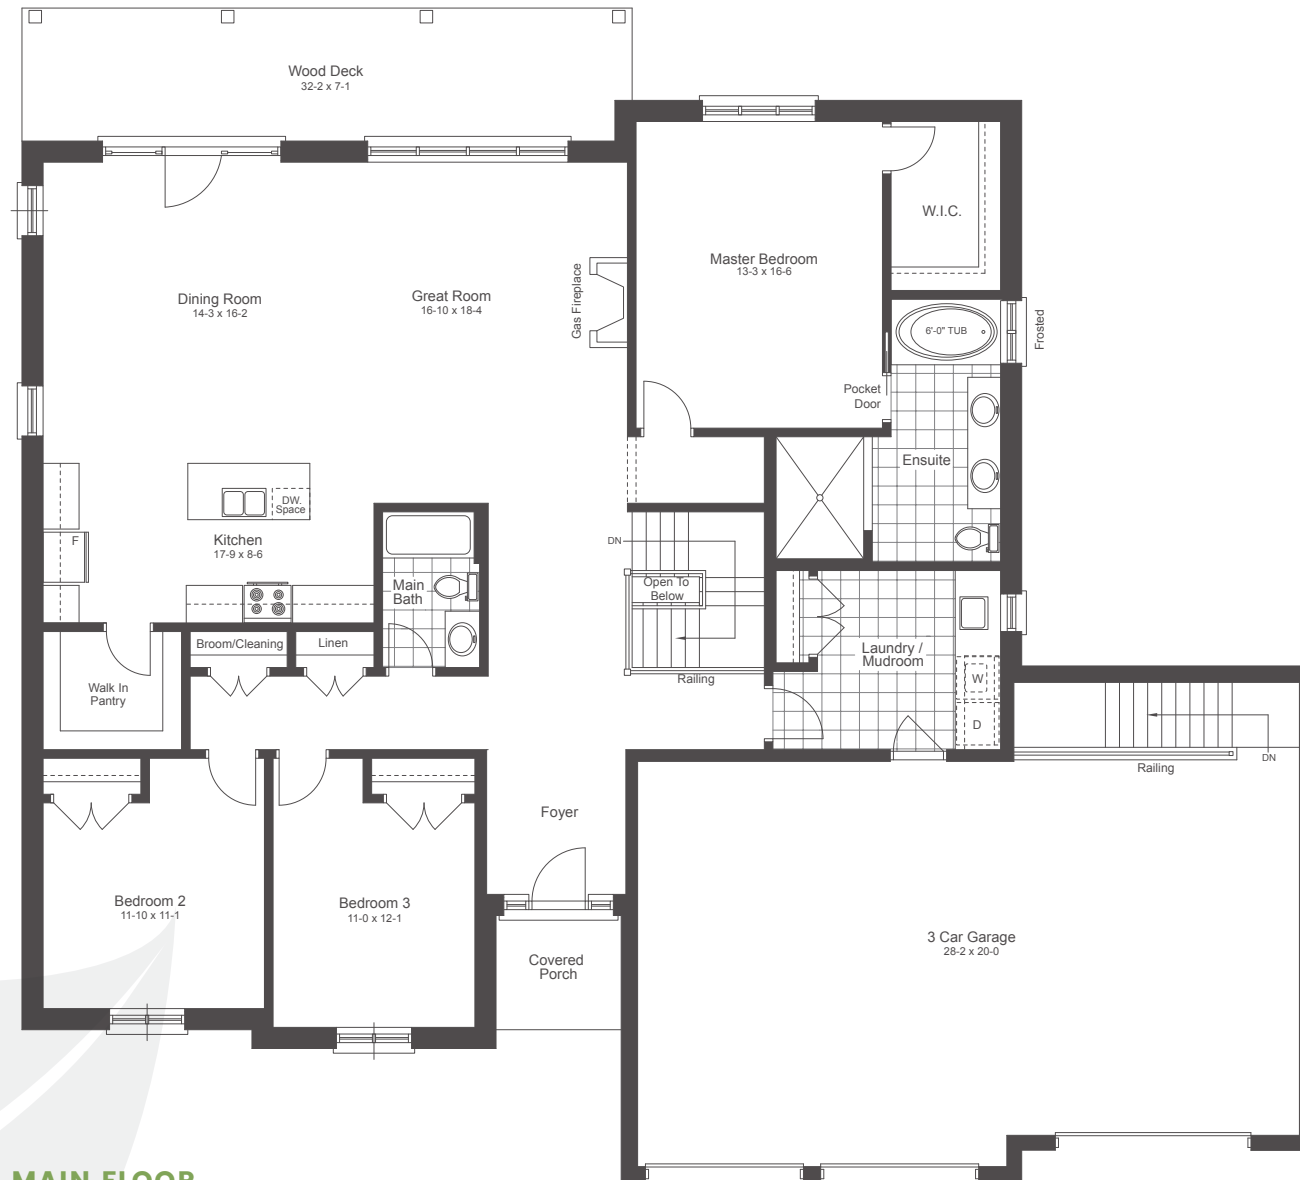 Wood Deck
32-2 x 7-1
W.I.C.
Master Bedroom
13-3 x 16-6
Dining Room
14-3 x 16-2
Great Room
16-10 x 18-4
Gas Fireplace
6'-0" TUB
Frosted
Pocket
Door
Ensuite
DW.
Space
F
Kitchen
17-9 x 8-6
DN
Main
Bath
Open To
Below
Broom/Cleaning
Linen
Laundry /
Mudroom
Railing
W
D
Walk In
Pantry
DN
Railing
Foyer
Bedroom 2
11-10 x 11-1
Bedroom 3
11-0 x 12-1
Covered
Porch
3 Car Garage
28-2 x 20-0
MAIN FLOOR